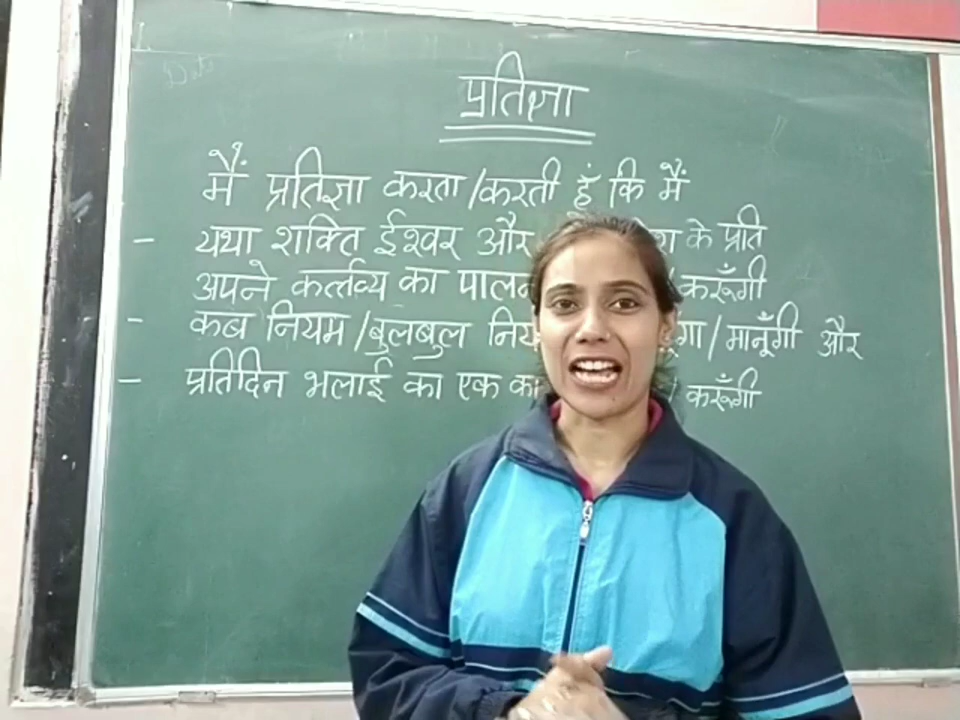 Date
प्रतिज्ञा
मैं प्रतिज्ञा करता/करती हूँ कि मैं
- यथा शक्ति ईश्वर और के प्रति
अपने कर्त्तव्य का पालन करूँगी
- कब नियम/बुलबुल /मानूँगी और
- प्रतिदिन भलाई का एक करूँगी